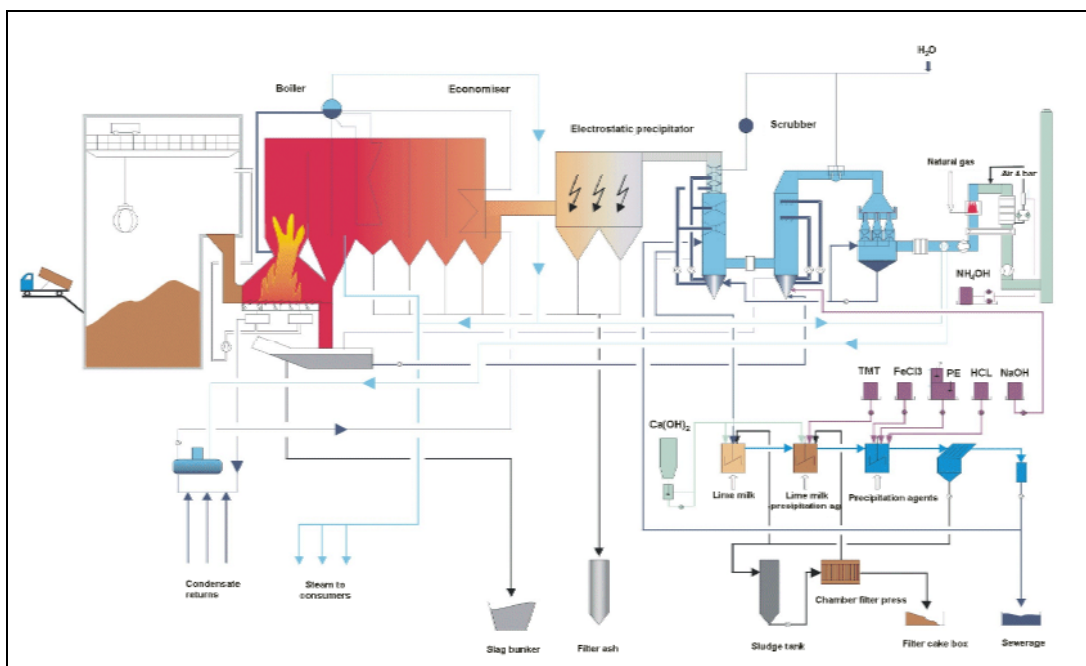 H₂O
Boiler
Economiser
Electrostatic precipitator
Scrubber
Natural gas
Air 4 bar
NH₄OH
TMT
FeCl3
PE
HCL
NaOH
Ca(OH)₂
Lime milk
Lime milk
precipitation ag
Precipitation agents
Condensate
returns
Steam to
consumers
Chamber filter press
Slag bunker
Filter ash
Sludge tank
Filter cake box
Sewerage